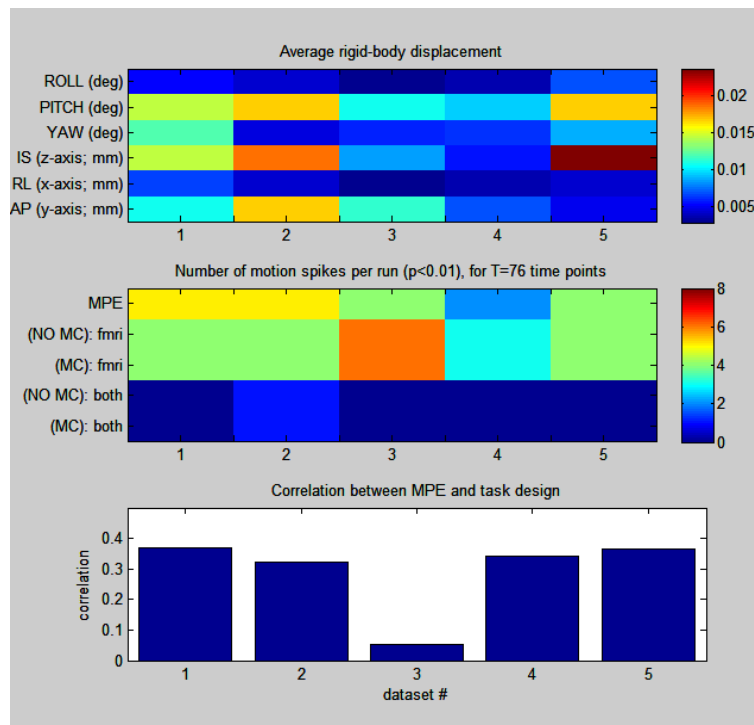 Average rigid-body displacement
ROLL (deg)
PITCH (deg)
YAW (deg)
IS (z-axis; mm)
RL (x-axis; mm)
AP (y-axis; mm)
1 2 3 4 5
0.02
0.015
0.01
0.005
Number of motion spikes per run (p<0.01), for T=76 time points
MPE
(NO MC): fmri
(MC): fmri
(NO MC): both
(MC): both
1 2 3 4 5
8
6
4
2
0
Correlation between MPE and task design
correlation
0.4
0.3
0.2
0.1
0
1 2 3 4 5
dataset #